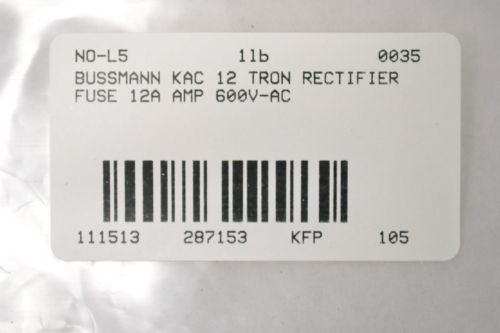 NO-L5 1lb 0035
BUSSMANN KAC 12 TRON RECTIFIER
FUSE 12A AMP 600V-AC
111513 287153 KFP 105